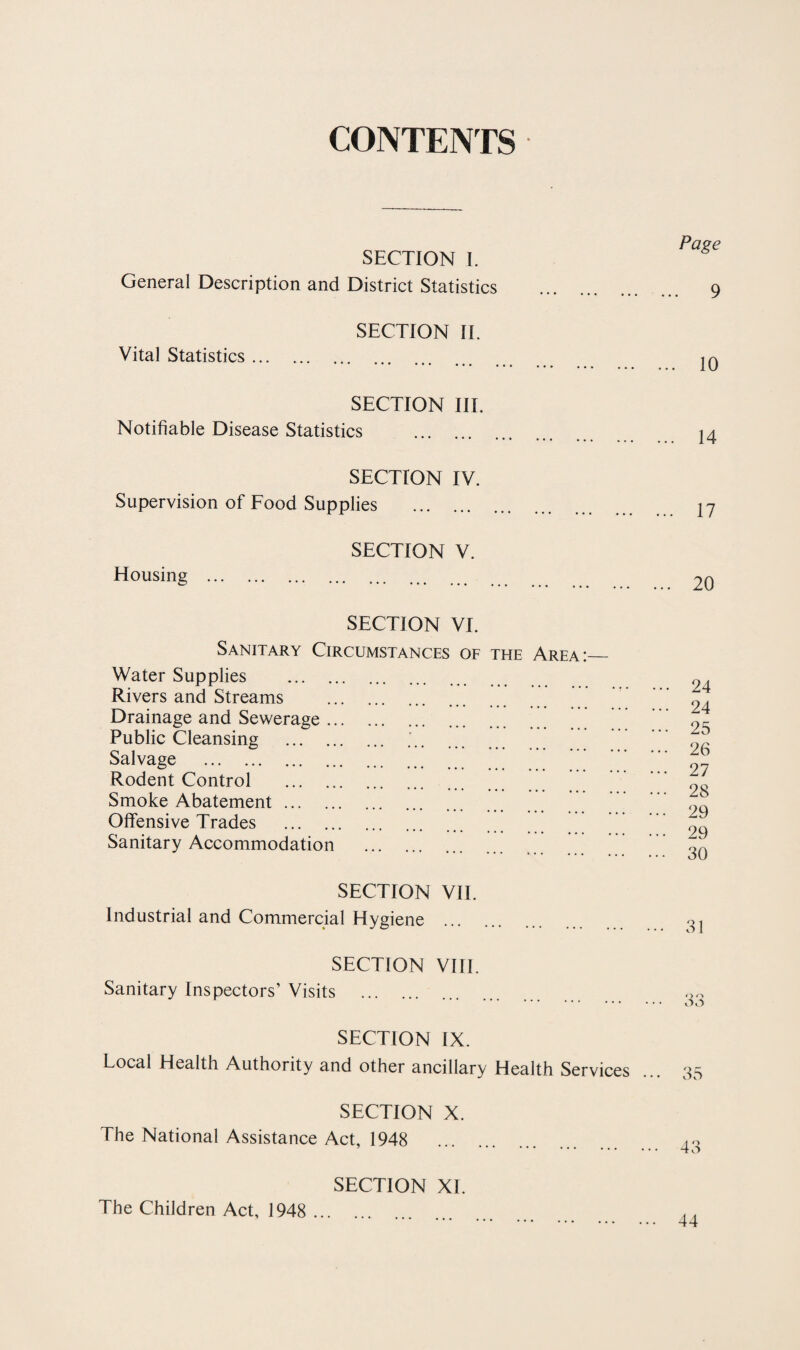 CONTENTS
Page
SECTION I.
General Description and District Statistics ... ... ... ... 9
SECTION II.
Vital Statistics ... ... ... ... ... ... ... ... ... ... ... 10
SECTION III.
Notifiable Disease Statistics ... ... ... ... ... ... ... 14
SECTION IV.
Supervision of Food Supplies ... ... ... ... ... ... ... 17
SECTION V.
Housing ... ... ... ... ... ... ... ... ... ... ... ... 20
SECTION VI.
Sanitary Circumstances of the Area:—
Water Supplies ... ... ... ... ... ... ... ... ... ... 24
Rivers and Streams ... ... ... ... ... ... ... ... ... 24
Drainage and Sewerage ... ... ... ... ... ... ... ... ... 25
Public Cleansing ... ... ... ... ... ... ... ... ... ... 26
Salvage ... ... ... ... ... ... ... ... ... ... ... ... 27
Rodent Control ... ... ... ... ... ... ... ... ... ... 28
Smoke Abatement ... ... ... ... ... ... ... ... ... ... 29
Offensive Trades ... ... ... ... ... ... ... ... ... ... 29
Sanitary Accommodation ... ... ... ... ... ... ... ... 30
SECTION VII.
Industrial and Commercial Hygiene ... ... ... ... ... ... 31
SECTION VIII.
Sanitary Inspectors' Visits ... ... ... ... ... ... ... ... 33
SECTION IX.
Local Health Authority and other ancillary Health Services ... 35
SECTION X.
The National Assistance Act, 1948 ... ... ... ... ... ... 43
SECTION XI.
The Children Act, 1948 ... ... ... ... ... ... ... ... ... 44